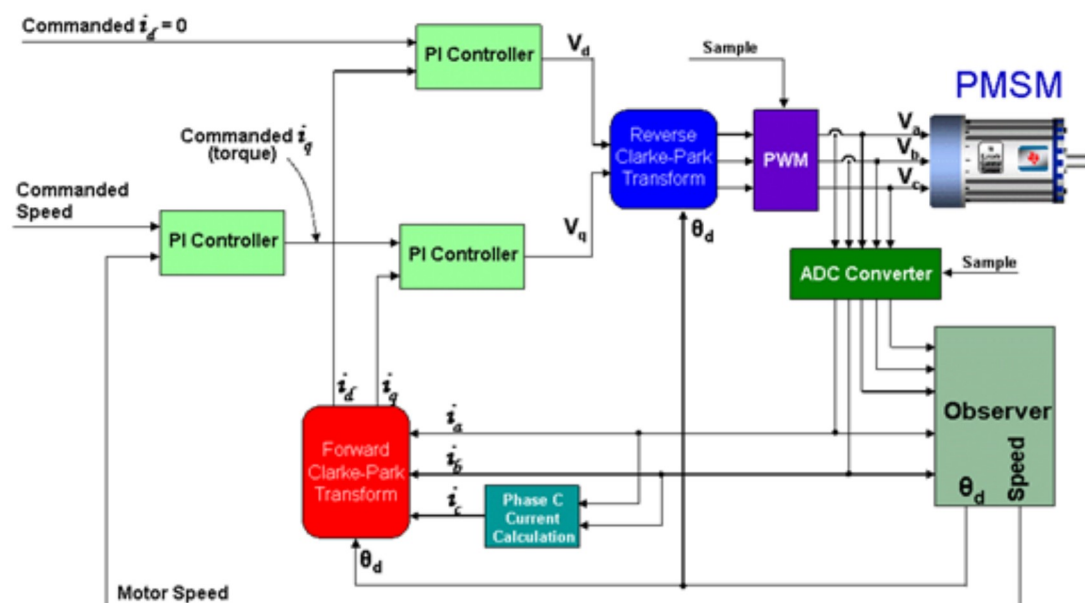 Commanded i_d = 0
PI Controller
V_d
Sample
PMSM
Commanded i_q
(torque)
Reverse
Clarke-Park
Transform
PWM
V_a
V_b
V_c
Commanded
Speed
PI Controller
PI Controller
V_q
θ_d
ADC Converter
Sample
i_d
i_q
i_a
i_b
i_c
Forward
Clarke-Park
Transform
Phase C
Current
Calculation
Observer
θ_d
Speed
θ_d
Motor Speed